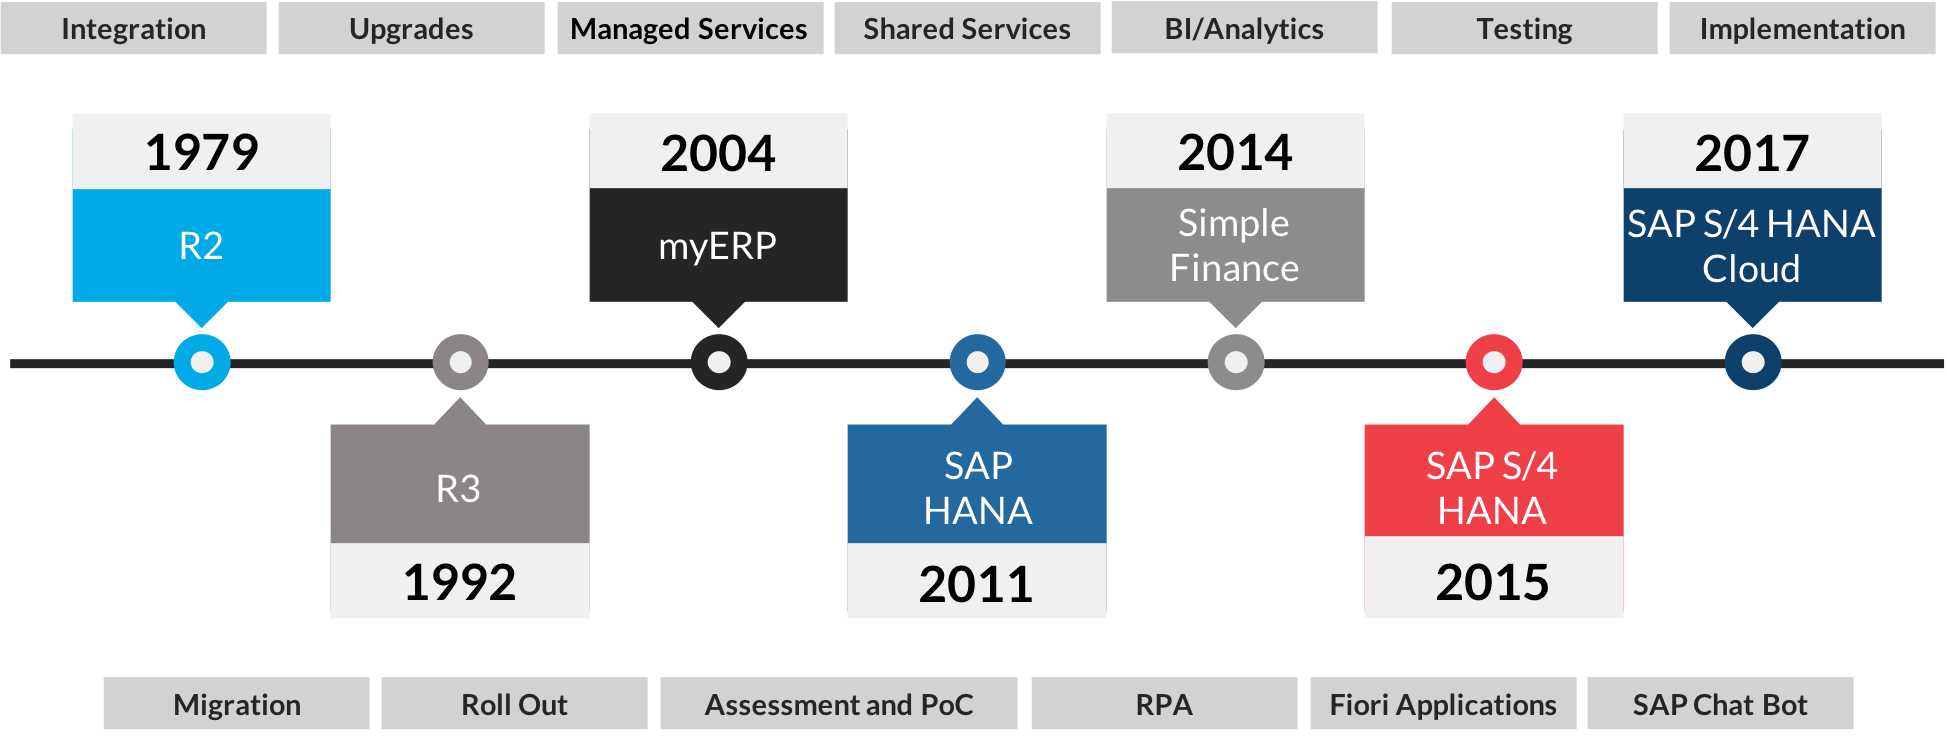 Integration
Upgrades
Managed Services
Shared Services
BI/Analytics
Testing
Implementation
1979
R2
2004
myERP
2014
Simple
Finance
2017
SAP S/4 HANA
Cloud
R3
1992
SAP
HANA
2011
SAP S/4
HANA
2015
Migration
Roll Out
Assessment and PoC
RPA
Fiori Applications
SAP Chat Bot